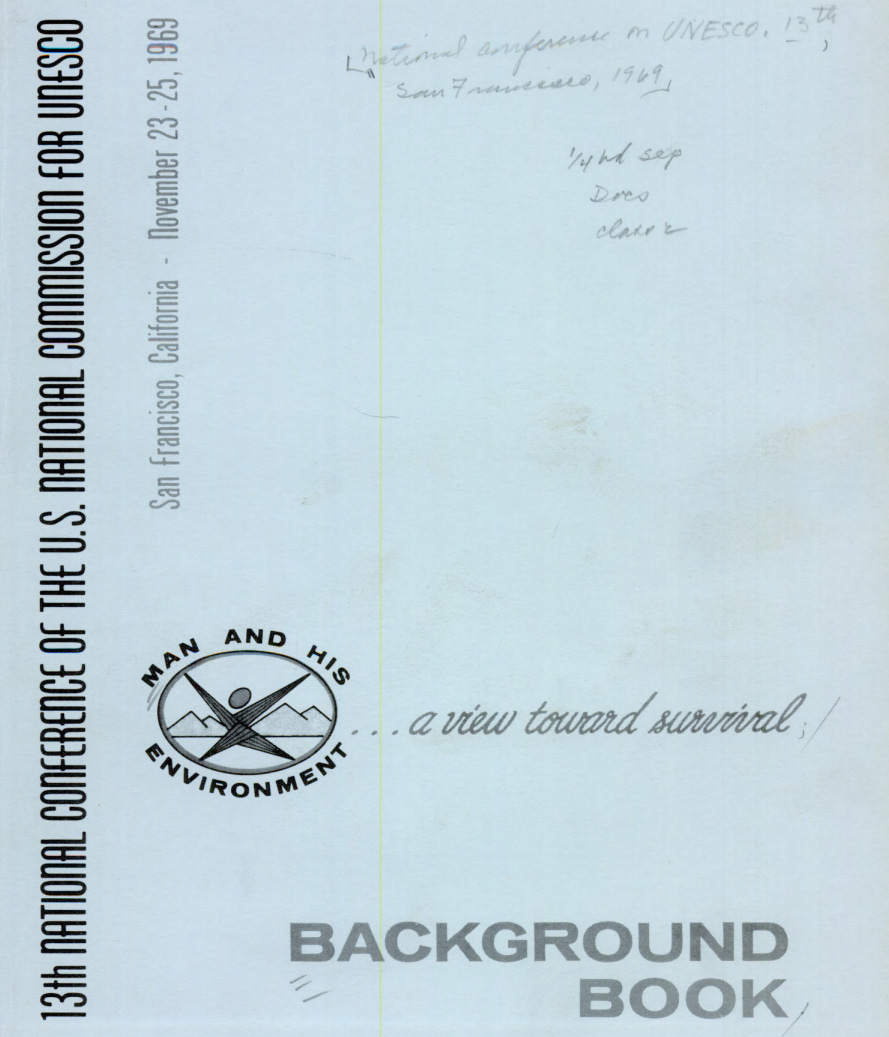 National conference on UNESCO. 13th,
San Francisco, 1969
Docs
13th NATIONAL CONFERENCE OF THE U.S. NATIONAL COMMISSION FOR UNESCO
San Francisco, California - November 23-25, 1969
MAN AND HIS
ENVIRONMENT
...a view toward survival
BACKGROUND
BOOK